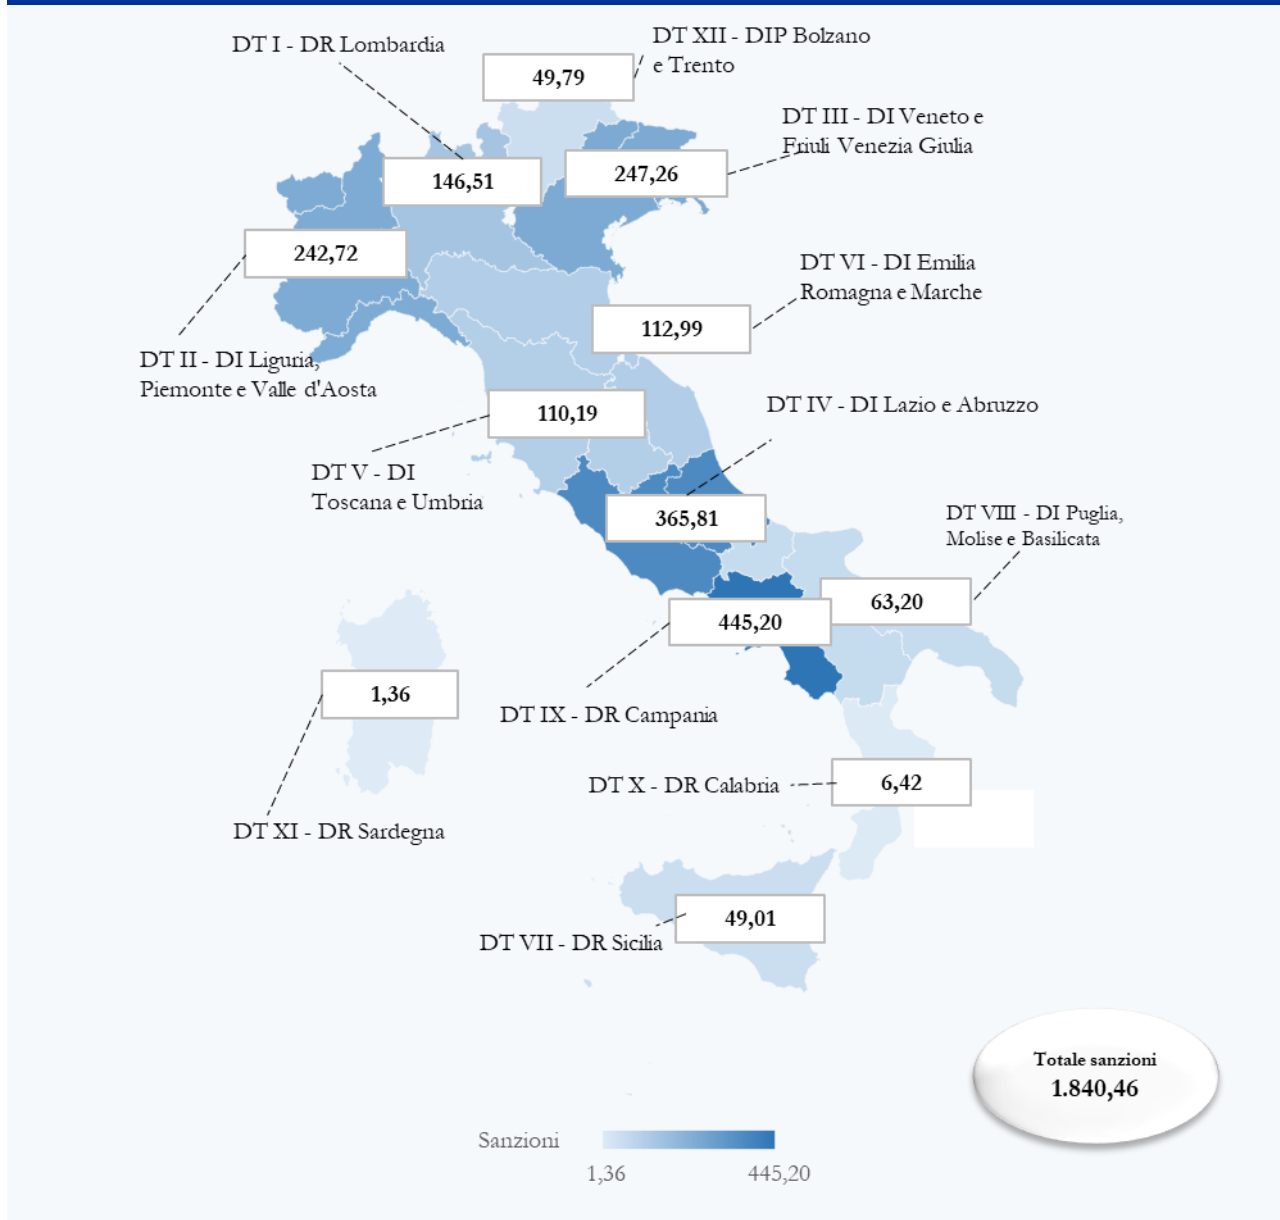 DT I - DR Lombardia
DT XII - DIP Bolzano
e Trento
49,79
DT III - DI Veneto e
Friuli Venezia Giulia
146,51
247,26
242,72
DT VI - DI Emilia
Romagna e Marche
112,99
DT II - DI Liguria,
Piemonte e Valle d'Aosta
110,19
DT IV - DI Lazio e Abruzzo
DT V - DI
Toscana e Umbria
365,81
DT VIII - DI Puglia,
Molise e Basilicata
63,20
445,20
1,36
DT IX - DR Campania
DT X - DR Calabria
6,42
DT XI - DR Sardegna
49,01
DT VII - DR Sicilia
Totale sanzioni
1.840,46
Sanzioni
1,36
445,20